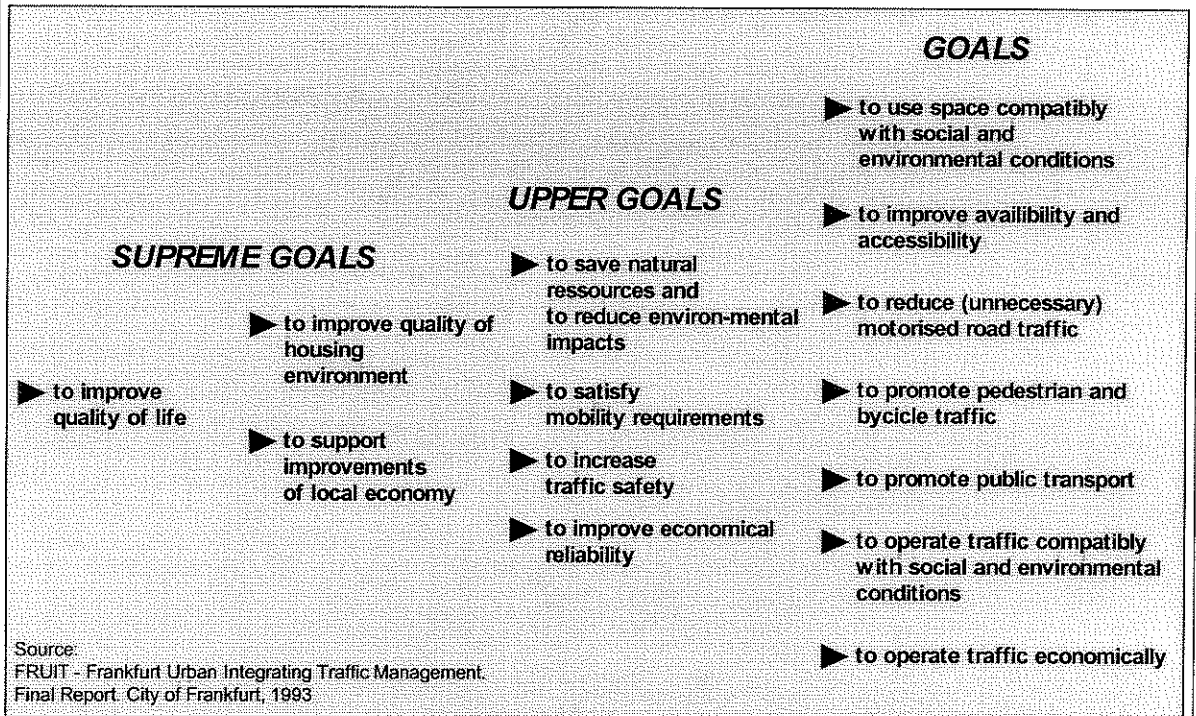 SUPREME GOALS
to improve
quality of life
to improve quality of
housing
environment
to support
improvements
of local economy
UPPER GOALS
to save natural
ressources and
to reduce environ-mental
impacts
to satisfy
mobility requirements
to increase
traffic safety
to improve economical
reliability
GOALS
to use space compatibly
with social and
environmental conditions
to improve availibility and
accessibility
to reduce (unnecessary)
motorised road traffic
to promote pedestrian and
bycicle traffic
to promote public transport
to operate traffic compatibly
with social and environmental
conditions
to operate traffic economically
Source:
FRUIT - Frankfurt Urban Integrating Traffic Management.
Final Report. City of Frankfurt, 1993